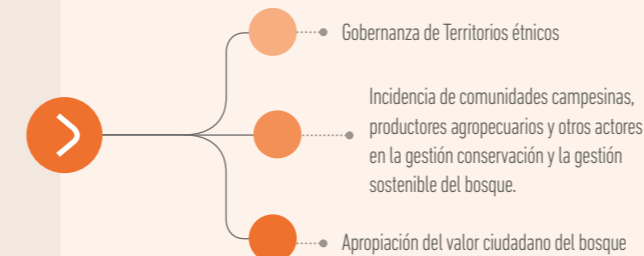 Gobernanza de Territorios étnicos
Incidencia de comunidades campesinas,
productores agropecuarios y otros actores
en la gestión conservación y la gestión
sostenible del bosque.
Apropiación del valor ciudadano del bosque